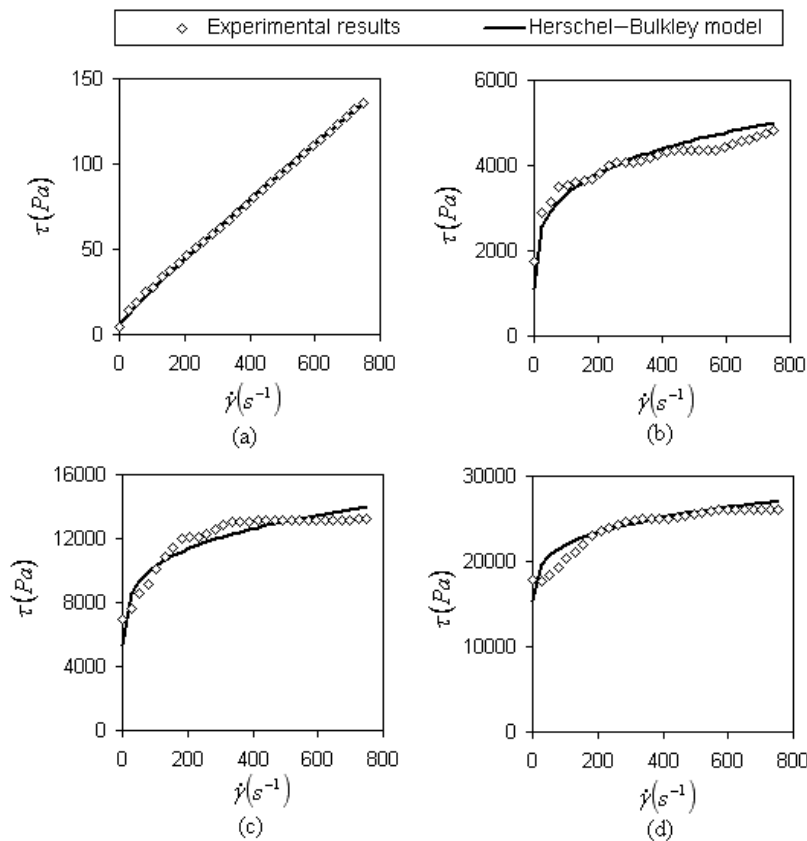 Experimental results Herschel–Bulkley model
150
100
50
0
τ(Pa)
0 200 400 600 800
γ̇(s⁻¹)
(a)
6000
4000
2000
0
τ(Pa)
0 200 400 600 800
γ̇(s⁻¹)
(b)
16000
12000
8000
4000
0
τ(Pa)
0 200 400 600 800
γ̇(s⁻¹)
(c)
30000
20000
10000
0
τ(Pa)
0 200 400 600 800
γ̇(s⁻¹)
(d)